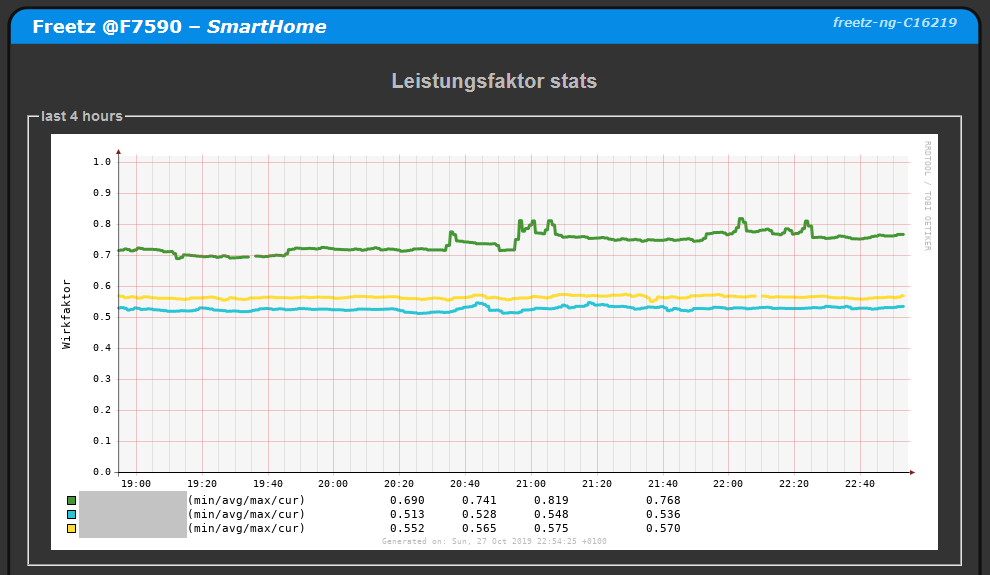 Freetz @F7590 – SmartHome
freetz-ng-C16219
Leistungsfaktor stats
last 4 hours
RRDTOOL / TOBI OETIKER
Wirkfaktor
1.0
0.9
0.8
0.7
0.6
0.5
0.4
0.3
0.2
0.1
0.0
19:00 19:20 19:40 20:00 20:20 20:40 21:00 21:20 21:40 22:00 22:20 22:40
(min/avg/max/cur) 0.690 0.741 0.819 0.768
(min/avg/max/cur) 0.513 0.528 0.548 0.536
(min/avg/max/cur) 0.552 0.565 0.575 0.570
Generated on: Sun, 27 Oct 2019 22:54:25 +0100